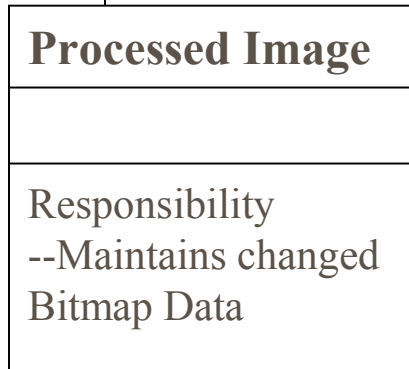 Processed Image
Responsibility
--Maintains changed
Bitmap Data